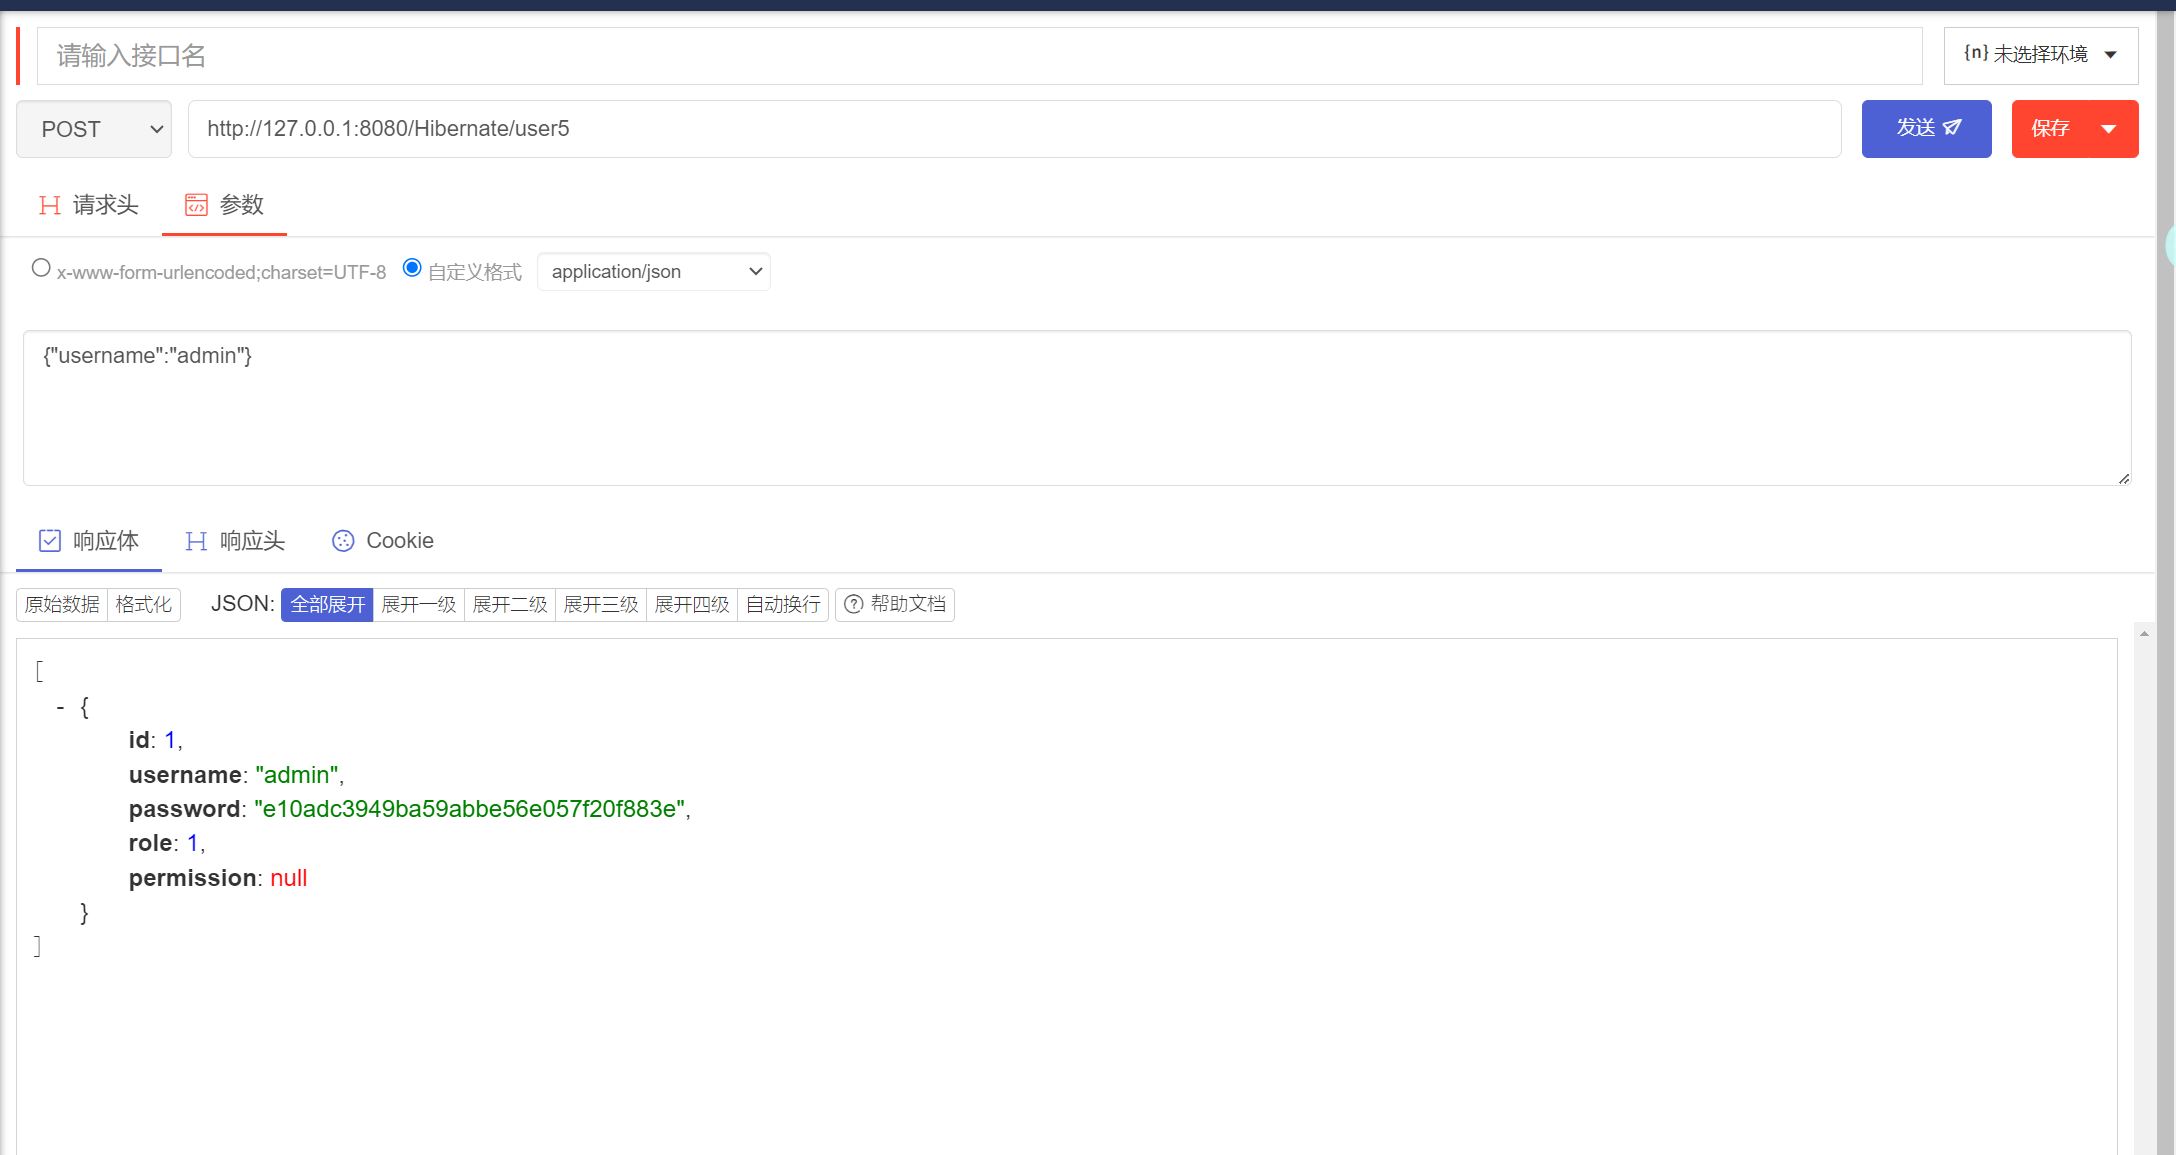 请输入接口名
{n} 未选择环境
POST
http://127.0.0.1:8080/Hibernate/user5
发送
保存
请求头
参数
x-www-form-urlencoded;charset=UTF-8
自定义格式
application/json
{"username":"admin"}
响应体
响应头
Cookie
原始数据
格式化
JSON:
全部展开
展开一级
展开二级
展开三级
展开四级
自动换行
帮助文档
[
- {
id: 1,
username: "admin",
password: "e10adc3949ba59abbe56e057f20f883e",
role: 1,
permission: null
}
]